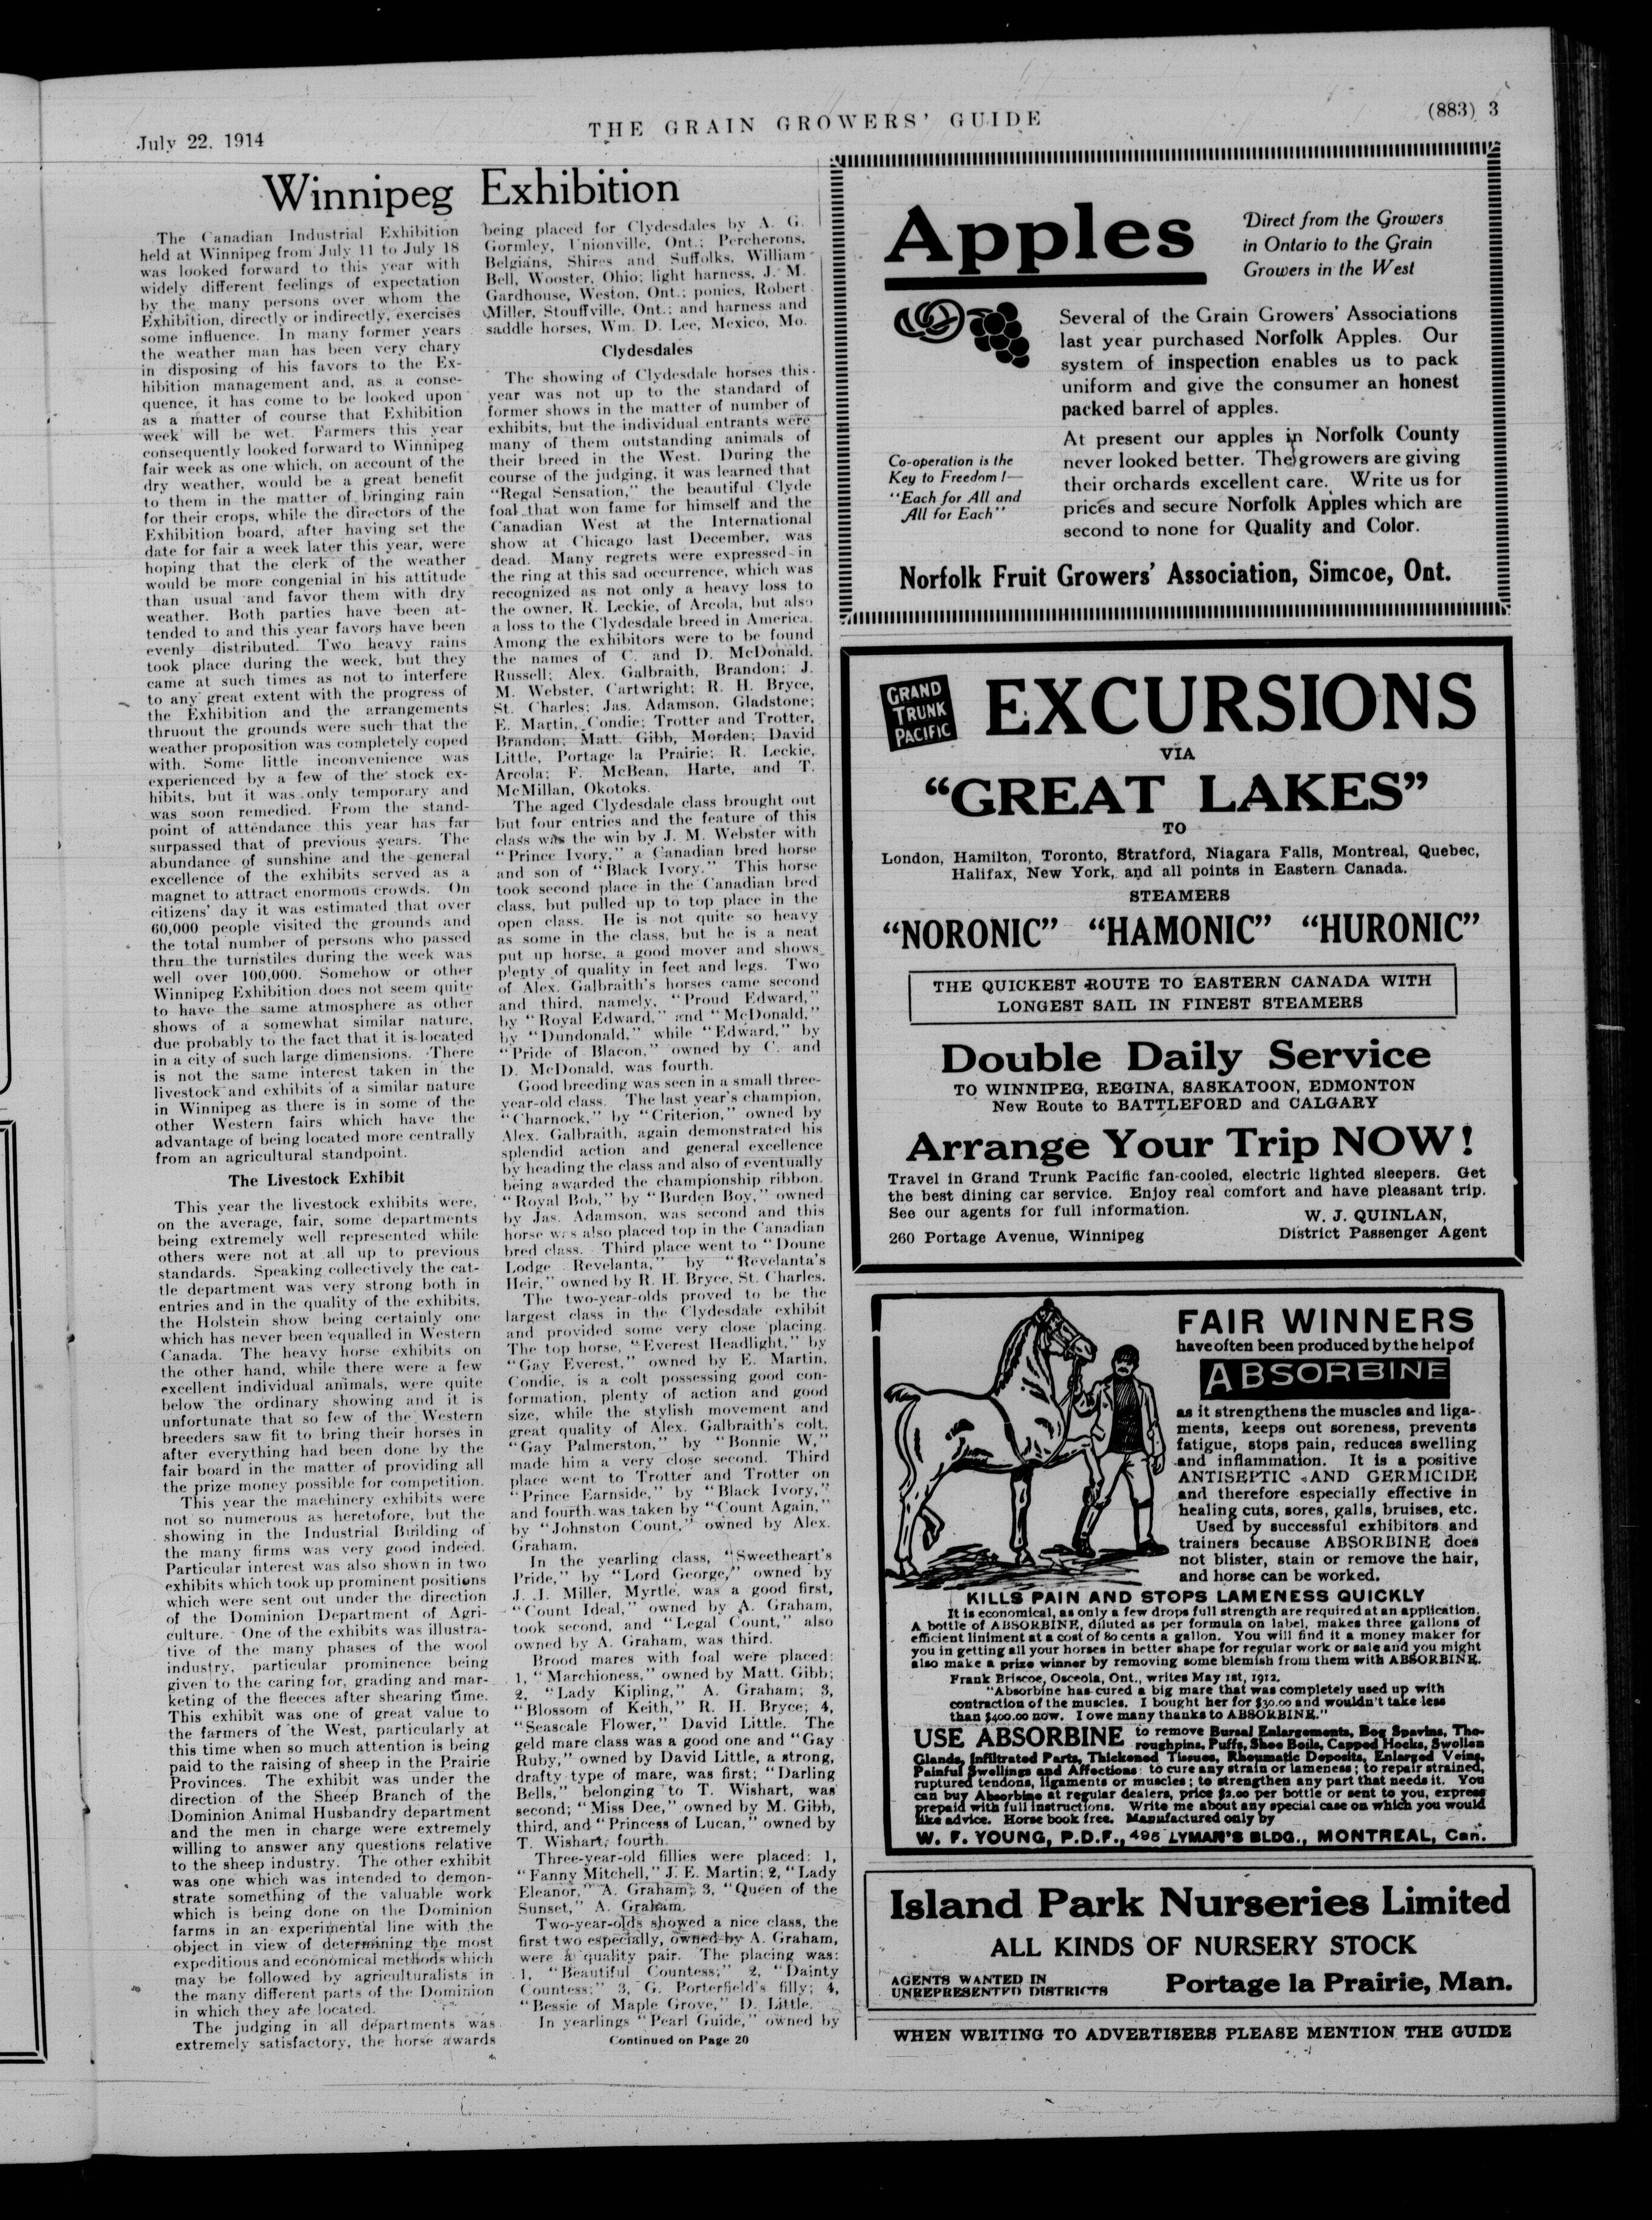 July 22, 1914
THE GRAIN GROWERS' GUIDE
(883) 3
Winnipeg Exhibition
The Canadian Industrial Exhibition
held at Winnipeg from July 11 to July 18
was looked forward to this year with
widely different feelings of expectation
by the many persons over whom the
Exhibition, directly or indirectly, exercises
some influence. In many former years
the weather man has been very chary
in disposing of his favors to the Ex-
hibition management and, as a conse-
quence, it has come to be looked upon
as a matter of course that Exhibition
week will be wet. Farmers this year
consequently looked forward to Winnipeg
fair week as one which, on account of the
dry weather, would be a great benefit
to them in the matter of bringing rain
for their crops, while the directors of the
Exhibition board, after having set the
date for fair a week later this year, were
hoping that the clerk of the weather
would be more congenial in his attitude
than usual and favor them with dry
weather. Both parties have been at-
tended to and this year favors have been
evenly distributed. Two heavy rains
took place during the week, but they
came at such times as not to interfere
to any great extent with the progress of
the Exhibition and the arrangements
thruout the grounds were such that the
weather proposition was completely coped
with. Some little inconvenience was
experienced by a few of the stock ex-
hibits, but it was only temporary and
was soon remedied. From the stand-
point of attendance this year has far
surpassed that of previous years. The
abundance of sunshine and the general
excellence of the exhibits served as a
magnet to attract enormous crowds. On
citizens' day it was estimated that over
60,000 people visited the grounds and
the total number of persons who passed
thru the turnstiles during the week was
well over 100,000. Somehow or other
Winnipeg Exhibition does not seem quite
to have the same atmosphere as other
shows of a somewhat similar nature,
due probably to the fact that it is located
in a city of such large dimensions. There
is not the same interest taken in the
livestock and exhibits of a similar nature
in Winnipeg as there is in some of the
other Western fairs which have the
advantage of being located more centrally
from an agricultural standpoint.
The Livestock Exhibit
This year the livestock exhibits were,
on the average, fair, some departments
being extremely well represented while
others were not at all up to previous
standards. Speaking collectively the cat-
tle department was very strong both in
entries and in the quality of the exhibits,
the Holstein show being certainly one
which has never been equalled in Western
Canada. The heavy horse exhibits on
the other hand, while there were a few
excellent individual animals, were quite
below the ordinary showing and it is
unfortunate that so few of the Western
breeders saw fit to bring their horses in
after everything had been done by the
fair board in the matter of providing all
the prize money possible for competition.
This year the machinery exhibits were
not so numerous as heretofore, but the
showing in the Industrial Building of
the many firms was very good indeed.
Particular interest was also shown in two
exhibits which took up prominent positions
which were sent out under the direction
of the Dominion Department of Agri-
culture. One of the exhibits was illustra-
tive of the many phases of the wool
industry, particular prominence being
given to the caring for, grading and mar-
keting of the fleeces after shearing time.
This exhibit was one of great value to
the farmers of the West, particularly at
this time when so much attention is being
paid to the raising of sheep in the Prairie
Provinces. The exhibit was under the
direction of the Sheep Branch of the
Dominion Animal Husbandry department
and the men in charge were extremely
willing to answer any questions relative
to the sheep industry. The other exhibit
was one which was intended to demon-
strate something of the valuable work
which is being done on the Dominion
farms in an experimental line with the
object in view of determining the most
expeditious and economical methods which
may be followed by agriculturalists in
the many different parts of the Dominion
in which they are located.
The judging in all departments was
extremely satisfactory, the horse awards
being placed for Clydesdales by A. G.
Gormley, Unionville, Ont.; Percherons,
Belgians, Shires and Suffolks, William
Bell, Wooster, Ohio; light harness, J. M.
Gardhouse, Weston, Ont.; ponies, Robert
Miller, Stouffville, Ont.; and harness and
saddle horses, Wm. D. Lee, Mexico, Mo.
Clydesdales
The showing of Clydesdale horses this
year was not up to the standard of
former shows in the matter of number of
exhibits, but the individual entrants were
many of them outstanding animals of
their breed in the West. During the
course of the judging, it was learned that
"Regal Sensation," the beautiful Clyde
foal that won fame for himself and the
Canadian West at the International
show at Chicago last December, was
dead. Many regrets were expressed in
the ring at this sad occurrence, which was
recognized as not only a heavy loss to
the owner, R. Leckie, of Arcola, but also
a loss to the Clydesdale breed in America.
Among the exhibitors were to be found
the names of C. and D. McDonald,
Russell; Alex. Galbraith, Brandon; J.
M. Webster, Cartwright; R. H. Bryce,
St. Charles; Jas. Adamson, Gladstone;
E. Martin, Condie; Trotter and Trotter,
Brandon; Matt. Gibb, Morden; David
Little, Portage la Prairie; R. Leckie,
Arcola; F. McBean, Harte, and T.
McMillan, Okotoks.
The aged Clydesdale class brought out
but four entries and the feature of this
class was the win by J. M. Webster with
"Prince Ivory," a Canadian bred horse
and son of "Black Ivory." This horse
took second place in the Canadian bred
class, but pulled up to top place in the
open class. He is not quite so heavy
as some in the class, but he is a neat
put up horse, a good mover and shows
plenty of quality in feet and legs. Two
of Alex. Galbraith's horses came second
and third, namely, "Proud Edward,"
by "Royal Edward," and "McDonald,"
by "Dundonald," while "Edward," by
"Pride of Blacon," owned by C. and
D. McDonald, was fourth.
Good breeding was seen in a small three-
year-old class. The last year's champion,
"Charnock," by "Criterion," owned by
Alex. Galbraith, again demonstrated his
splendid action and general excellence
by heading the class and also of eventually
being awarded the championship ribbon.
"Royal Bob," by "Burden Boy," owned
by Jas. Adamson, was second and this
horse was also placed top in the Canadian
bred class. Third place went to "Doune
Lodge Revelanta," by "Revelanta's
Heir," owned by R. H. Bryce, St. Charles.
The two-year-olds proved to be the
largest class in the Clydesdale exhibit
and provided some very close placing.
The top horse, "Everest Headlight," by
"Gay Everest," owned by E. Martin,
Condie, is a colt possessing good con-
formation, plenty of action and good
size, while the stylish movement and
great quality of Alex. Galbraith's colt,
"Gay Palmerston," by "Bonnie W,"
made him a very close second. Third
place went to Trotter and Trotter on
"Prince Earnside," by "Black Ivory,"
and fourth was taken by "Count Again,"
by "Johnston Count," owned by Alex.
Graham.
In the yearling class, "Sweetheart's
Pride," by "Lord George," owned by
J. J. Miller, Myrtle, was a good first,
"Count Ideal," owned by A. Graham,
took second, and "Legal Count," also
owned by A. Graham, was third.
Brood mares with foal were placed:
1, "Marchioness," owned by Matt. Gibb;
2, "Lady Kipling," A. Graham; 3,
"Blossom of Keith," R. H. Bryce; 4,
"Seascale Flower," David Little. The
geld mare class was a good one and "Gay
Ruby," owned by David Little, a strong,
drafty type of mare, was first; "Darling
Bells," belonging to T. Wishart, was
second; "Miss Dee," owned by M. Gibb,
third, and "Princess of Lucan," owned by
T. Wishart, fourth.
Three-year-old fillies were placed: 1,
"Fanny Mitchell," J. E. Martin; 2, "Lady
Eleanor," A. Graham; 3, "Queen of the
Sunset," A. Graham.
Two-year-olds showed a nice class, the
first two especially, owned by A. Graham,
were a quality pair. The placing was:
1, "Beautiful Countess;" 2, "Dainty
Countess;" 3, G. Porterfield's filly; 4,
"Bessie of Maple Grove," D. Little.
In yearlings "Pearl Guide," owned by
Continued on Page 20
Apples
Direct from the Growers
in Ontario to the Grain
Growers in the West
Several of the Grain Growers' Associations
last year purchased Norfolk Apples. Our
system of inspection enables us to pack
uniform and give the consumer an honest
packed barrel of apples.
Co-operation is the
Key to Freedom!—
"Each for All and
All for Each"
At present our apples in Norfolk County
never looked better. The growers are giving
their orchards excellent care. Write us for
prices and secure Norfolk Apples which are
second to none for Quality and Color.
Norfolk Fruit Growers' Association, Simcoe, Ont.
GRAND
TRUNK
PACIFIC
EXCURSIONS
VIA
"GREAT LAKES"
TO
London, Hamilton, Toronto, Stratford, Niagara Falls, Montreal, Quebec,
Halifax, New York, and all points in Eastern Canada.
STEAMERS
"NORONIC" "HAMONIC" "HURONIC"
THE QUICKEST ROUTE TO EASTERN CANADA WITH
LONGEST SAIL IN FINEST STEAMERS
Double Daily Service
TO WINNIPEG, REGINA, SASKATOON, EDMONTON
New Route to BATTLEFORD and CALGARY
Arrange Your Trip NOW!
Travel in Grand Trunk Pacific fan-cooled, electric lighted sleepers. Get
the best dining car service. Enjoy real comfort and have pleasant trip.
See our agents for full information.
W. J. QUINLAN,
260 Portage Avenue, Winnipeg
District Passenger Agent
FAIR WINNERS
have often been produced by the help of
ABSORBINE
as it strengthens the muscles and liga-
ments, keeps out soreness, prevents
fatigue, stops pain, reduces swelling
and inflammation. It is a positive
ANTISEPTIC AND GERMICIDE
and therefore especially effective in
healing cuts, sores, galls, bruises, etc.
Used by successful exhibitors and
trainers because ABSORBINE does
not blister, stain or remove the hair,
and horse can be worked.
KILLS PAIN AND STOPS LAMENESS QUICKLY
It is economical, as only a few drops full strength are required at an application.
A bottle of ABSORBINE, diluted as per formula on label, makes three gallons of
efficient liniment at a cost of 80 cents a gallon. You will find it a money maker for
you in getting all your horses in better shape for regular work or sale and you might
also make a prize winner by removing some blemish from them with ABSORBINE.
Frank Briscoe, Osceola, Ont., writes May 1st, 1912.
"Absorbine has cured a big mare that was completely used up with
contraction of the muscles. I bought her for $30.00 and wouldn't take less
than $400.00 now. I owe many thanks to ABSORBINE."
USE ABSORBINE to remove Bursal Enlargements, Bog Spavins, Tho-
roughpins, Puffs, Shoe Boils, Capped Hocks, Swollen
Glands, Infiltrated Parts, Thickened Tissues, Rheumatic Deposits, Enlarged Veins,
Painful Swellings and Affections: to cure any strain or lameness; to repair strained,
ruptured tendons, ligaments or muscles; to strengthen any part that needs it. You
can buy Absorbine at regular dealers, price $2.00 per bottle or sent to you, express
prepaid with full instructions. Write me about any special case on which you would
like advice. Horse book free. Manufactured only by
W. F. YOUNG, P.D.F., 495 LYMAN'S BLDG., MONTREAL, Can.
Island Park Nurseries Limited
ALL KINDS OF NURSERY STOCK
AGENTS WANTED IN
UNREPRESENTED DISTRICTS
Portage la Prairie, Man.
WHEN WRITING TO ADVERTISERS PLEASE MENTION THE GUIDE